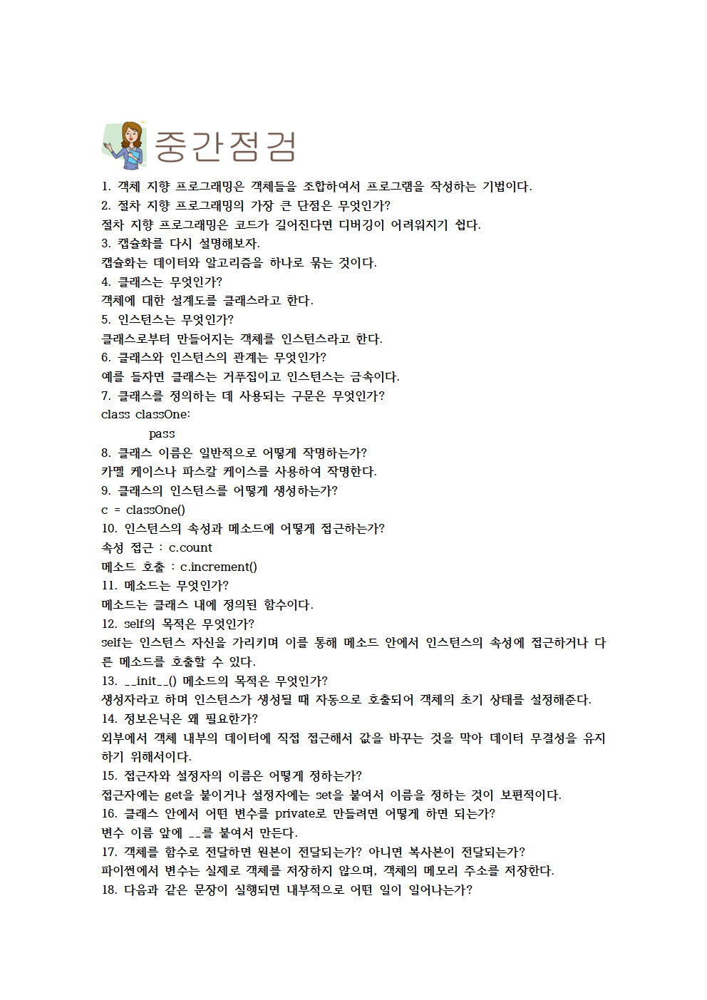 중간점검
1. 객체 지향 프로그래밍은 객체들을 조합하여서 프로그램을 작성하는 기법이다.
2. 절차 지향 프로그래밍의 가장 큰 단점은 무엇인가?
절차 지향 프로그래밍은 코드가 길어진다면 디버깅이 어려워지기 쉽다.
3. 캡슐화를 다시 설명해보자.
캡슐화는 데이터와 알고리즘을 하나로 묶는 것이다.
4. 클래스는 무엇인가?
객체에 대한 설계도를 클래스라고 한다.
5. 인스턴스는 무엇인가?
클래스로부터 만들어지는 객체를 인스턴스라고 한다.
6. 클래스와 인스턴스의 관계는 무엇인가?
예를 들자면 클래스는 거푸집이고 인스턴스는 금속이다.
7. 클래스를 정의하는 데 사용되는 구문은 무엇인가?
class classOne:
pass
8. 클래스 이름은 일반적으로 어떻게 작명하는가?
카멜 케이스나 파스칼 케이스를 사용하여 작명한다.
9. 클래스의 인스턴스를 어떻게 생성하는가?
c = classOne()
10. 인스턴스의 속성과 메소드에 어떻게 접근하는가?
속성 접근 : c.count
메소드 호출 : c.increment()
11. 메소드는 무엇인가?
메소드는 클래스 내에 정의된 함수이다.
12. self의 목적은 무엇인가?
self는 인스턴스 자신을 가리키며 이를 통해 메소드 안에서 인스턴스의 속성에 접근하거나 다
른 메소드를 호출할 수 있다.
13. __init__() 메소드의 목적은 무엇인가?
생성자라고 하며 인스턴스가 생성될 때 자동으로 호출되어 객체의 초기 상태를 설정해준다.
14. 정보은닉은 왜 필요한가?
외부에서 객체 내부의 데이터에 직접 접근해서 값을 바꾸는 것을 막아 데이터 무결성을 유지
하기 위해서이다.
15. 접근자와 설정자의 이름은 어떻게 정하는가?
접근자에는 get을 붙이거나 설정자에는 set을 붙여서 이름을 정하는 것이 보편적이다.
16. 클래스 안에서 어떤 변수를 private로 만들려면 어떻게 하면 되는가?
변수 이름 앞에 __를 붙여서 만든다.
17. 객체를 함수로 전달하면 원본이 전달되는가? 아니면 복사본이 전달되는가?
파이썬에서 변수는 실제로 객체를 저장하지 않으며, 객체의 메모리 주소를 저장한다.
18. 다음과 같은 문장이 실행되면 내부적으로 어떤 일이 일어나는가?